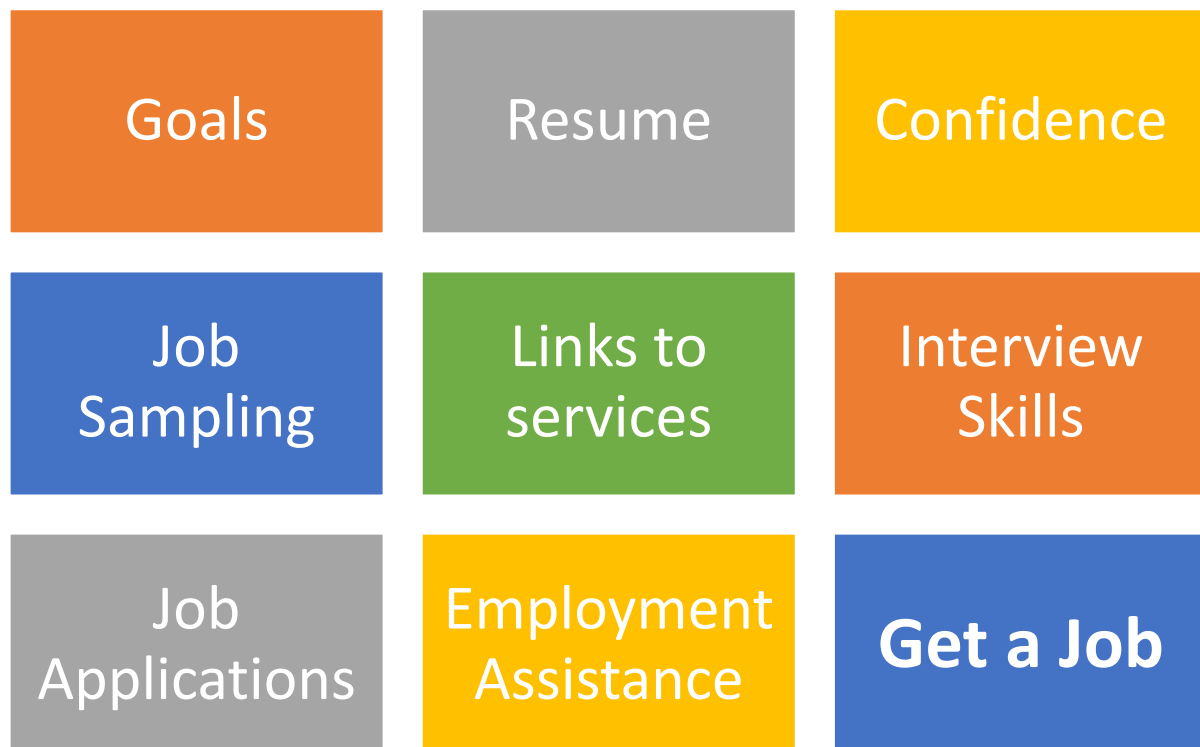 Goals
Resume
Confidence
Job
Sampling
Links to
services
Interview
Skills
Job
Applications
Employment
Assistance
Get a Job